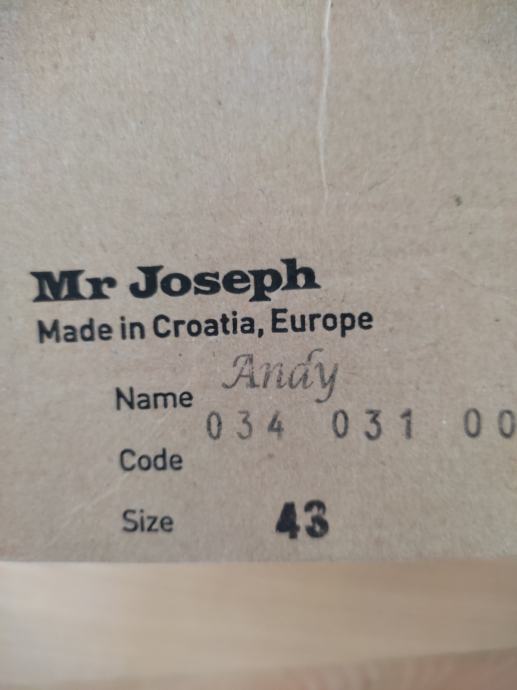 Mr Joseph
Made in Croatia, Europe
Name Andy
034 031 00
Code
Size 43